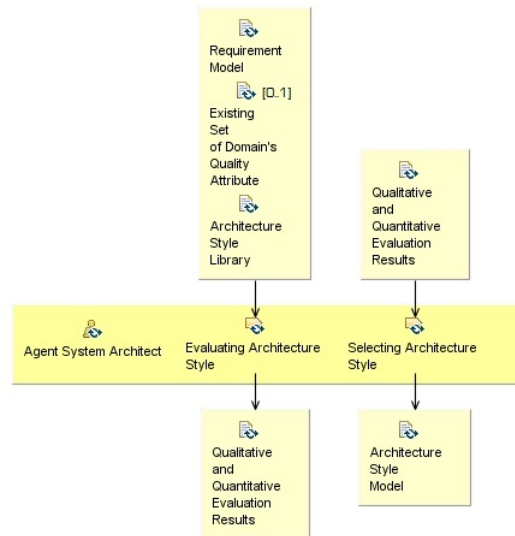 Requirement
Model
[0..1]
Existing
Set
of Domain's
Quality
Attribute
Architecture
Style
Library
Qualitative
and
Quantitative
Evaluation
Results
Agent System Architect
Evaluating Architecture
Style
Selecting Architecture
Style
Qualitative
and
Quantitative
Evaluation
Results
Architecture
Style
Model